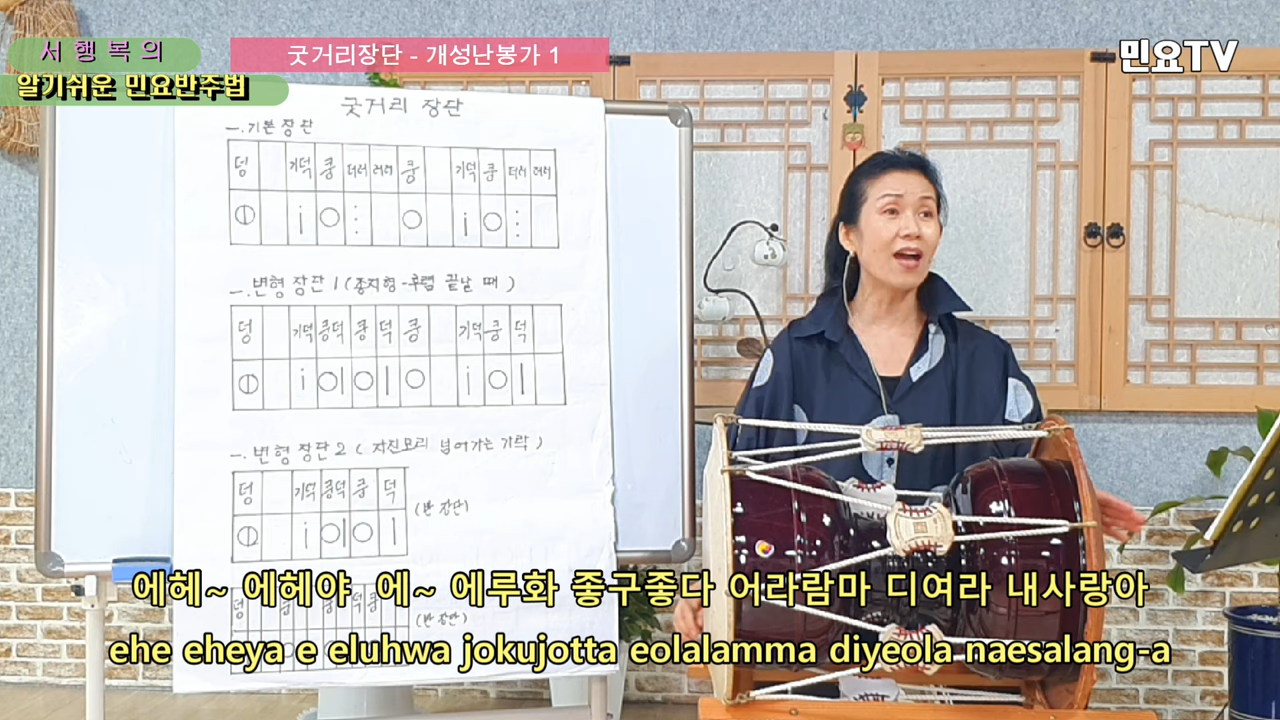 서행복의
알기쉬운 민요반주법
굿거리장단 - 개성난봉가 1
민요TV
굿거리 장단
一. 기본장단
덩 기덕 쿵 더러 러러 쿵 기덕 쿵 더러 러러
一. 변형 장단 1 (종지형-후렴 끝날 때)
덩 기덕 쿵덕 쿵 덕 쿵 기덕 쿵 덕
一. 변형 장단 2 (자진모리 넘어가는 가락)
덩 기덕 쿵덕 쿵 덕
(반 장단)
덩 덕 쿵
(반 장단)
에헤~ 에헤야 에~ 에루화 좋구좋다 어라람마 디여라 내사랑아
ehe eheya e eluhwa jokujotta eolalamma diyeola naesalang-a